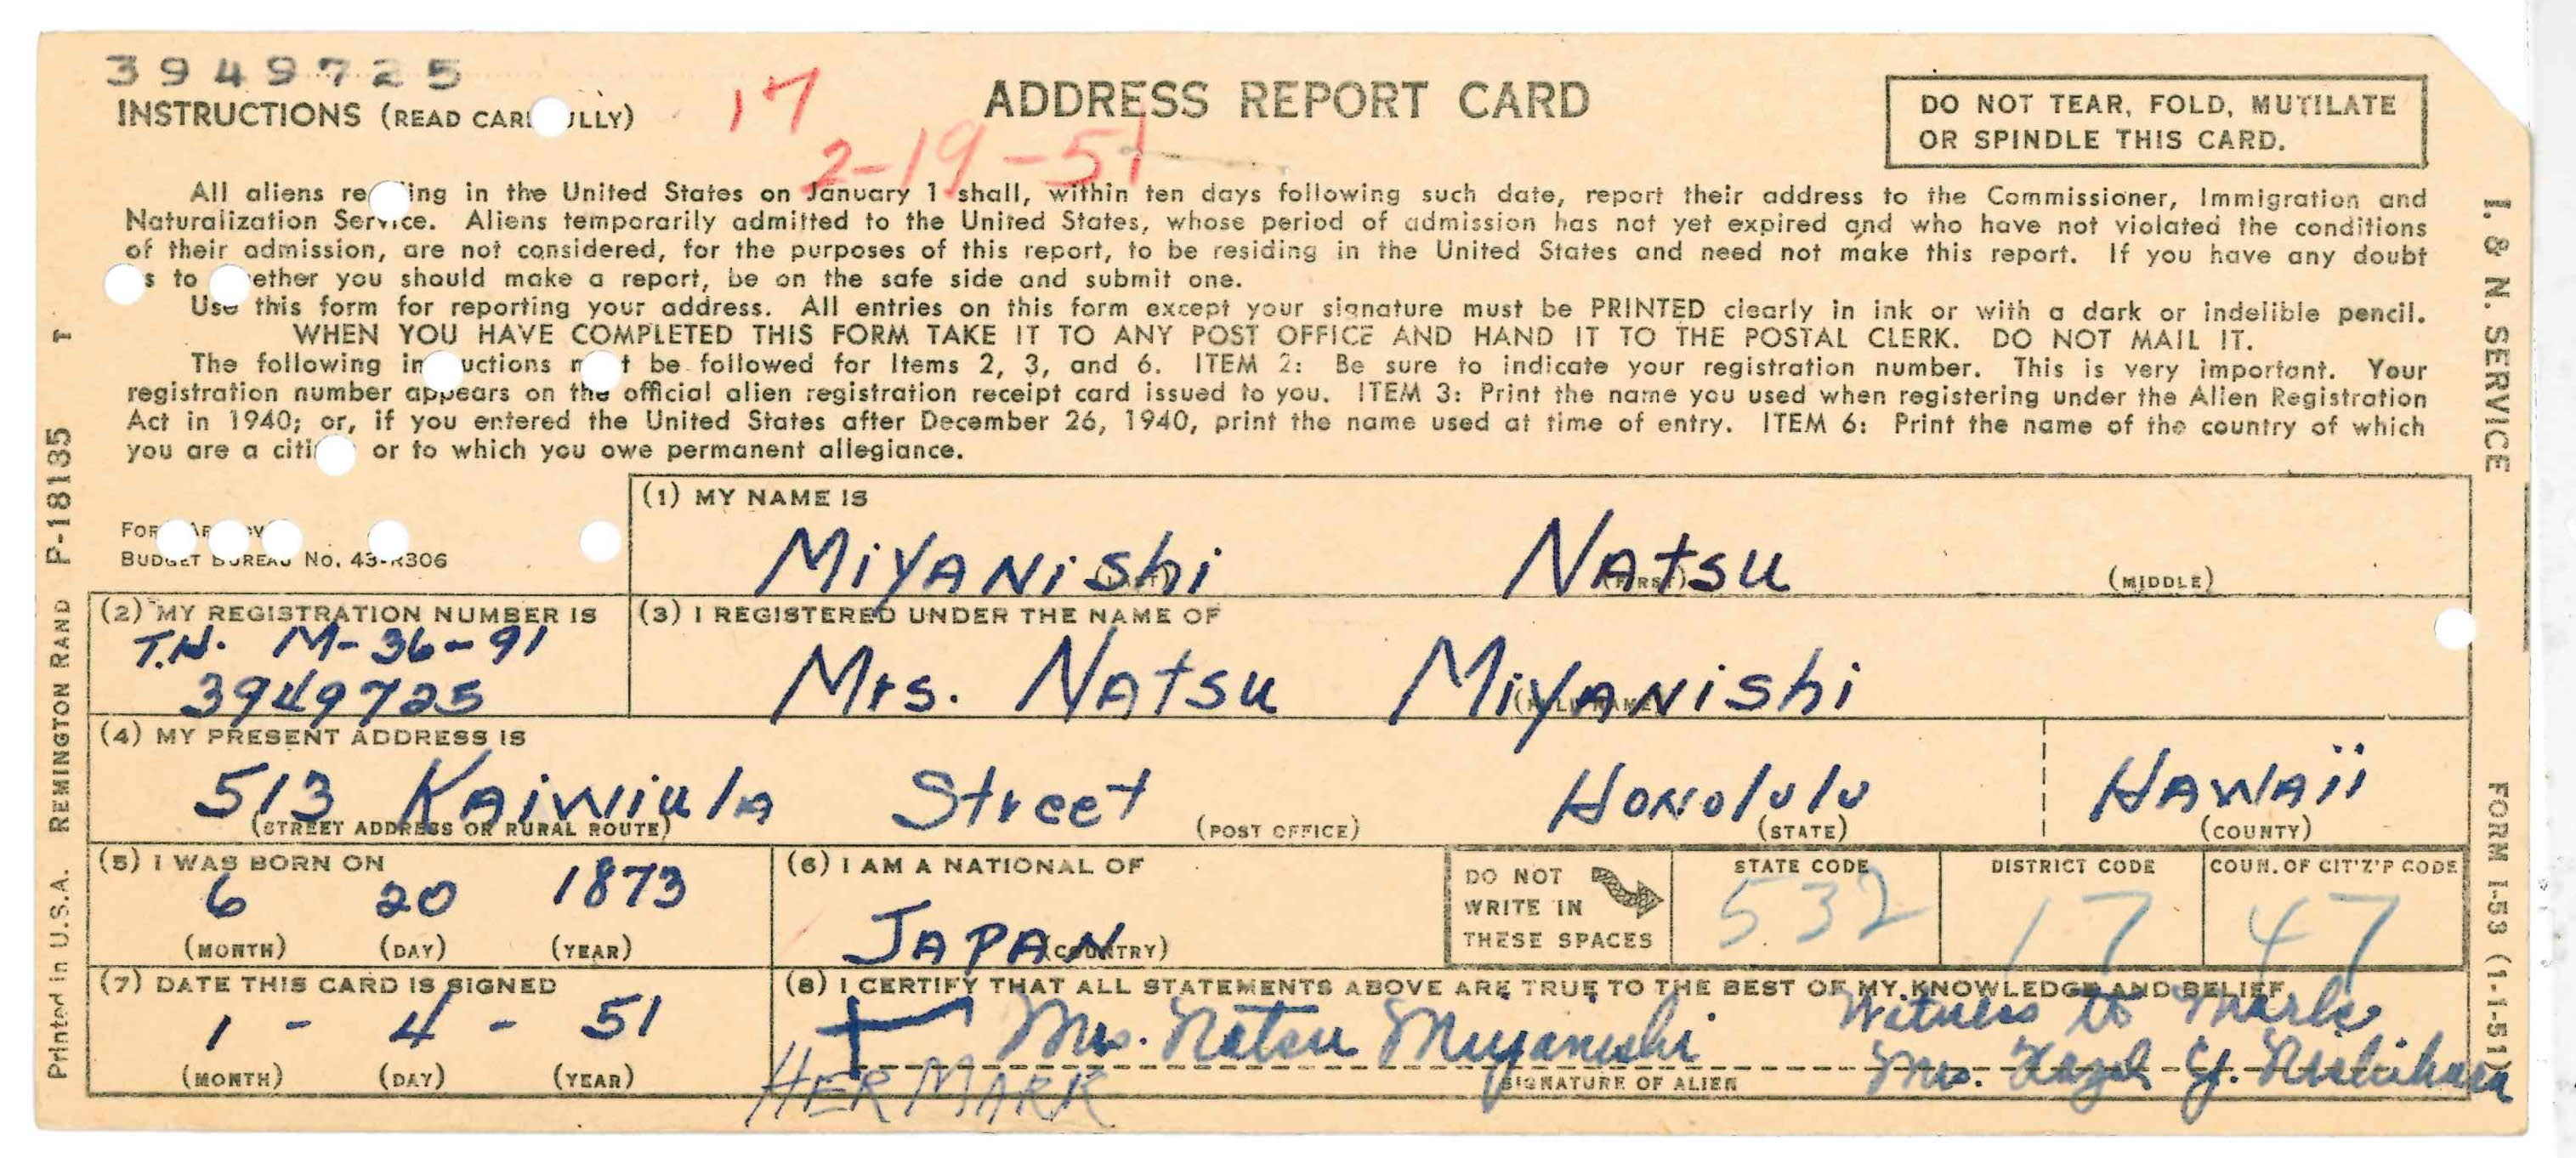 3949725
INSTRUCTIONS (READ CAR LLY)
17
2-19-51
ADDRESS REPORT CARD
DO NOT TEAR, FOLD, MUTILATE
OR SPINDLE THIS CARD.
All aliens re ing in the United States on January 1 shall, within ten days following such date, report their address to the Commissioner, Immigration and
Naturalization Service. Aliens temporarily admitted to the United States, whose period of admission has not yet expired and who have not violated the conditions
of their admission, are not considered, for the purposes of this report, to be residing in the United States and need not make this report. If you have any doubt
s to ether you should make a report, be on the safe side and submit one.
Use this form for reporting your address. All entries on this form except your signature must be PRINTED clearly in ink or with a dark or indelible pencil.
WHEN YOU HAVE COMPLETED THIS FORM TAKE IT TO ANY POST OFFICE AND HAND IT TO THE POSTAL CLERK. DO NOT MAIL IT.
The following in uctions m t be followed for Items 2, 3, and 6. ITEM 2: Be sure to indicate your registration number. This is very important. Your
registration number appears on the official alien registration receipt card issued to you. ITEM 3: Print the name you used when registering under the Alien Registration
Act in 1940; or, if you entered the United States after December 26, 1940, print the name used at time of entry. ITEM 6: Print the name of the country of which
you are a citi or to which you owe permanent allegiance.
BUDGET BUREAU No. 43-R306
(1) MY NAME IS
Miyanishi Natsu
(LAST) (FIRST) (MIDDLE)
(2) MY REGISTRATION NUMBER IS
T.H. M-36-91
3949725
(3) I REGISTERED UNDER THE NAME OF
Mrs. Natsu Miyanishi
(FULL NAME)
(4) MY PRESENT ADDRESS IS
513 Kaiwiula Street Honolulu Hawaii
(STREET ADDRESS OR RURAL ROUTE) (POST OFFICE) (STATE) (COUNTY)
(5) I WAS BORN ON
6 20 1873
(MONTH) (DAY) (YEAR)
(6) I AM A NATIONAL OF
JAPAN
(COUNTRY)
DO NOT
WRITE IN
THESE SPACES
STATE CODE
532
DISTRICT CODE
17
COUN. OF CIT'Z'P CODE
47
(7) DATE THIS CARD IS SIGNED
1 - 4 - 51
(MONTH) (DAY) (YEAR)
(8) I CERTIFY THAT ALL STATEMENTS ABOVE ARE TRUE TO THE BEST OF MY KNOWLEDGE AND BELIEF.
Mrs. Natsu Miyanishi
HER MARK
SIGNATURE OF ALIEN
Witness to Mark
Mrs. Hazel Y. Nishihara
Printed in U.S.A. REMINGTON RAND P-18135 T
I. & N. SERVICE FORM I-53 (1-1-51)